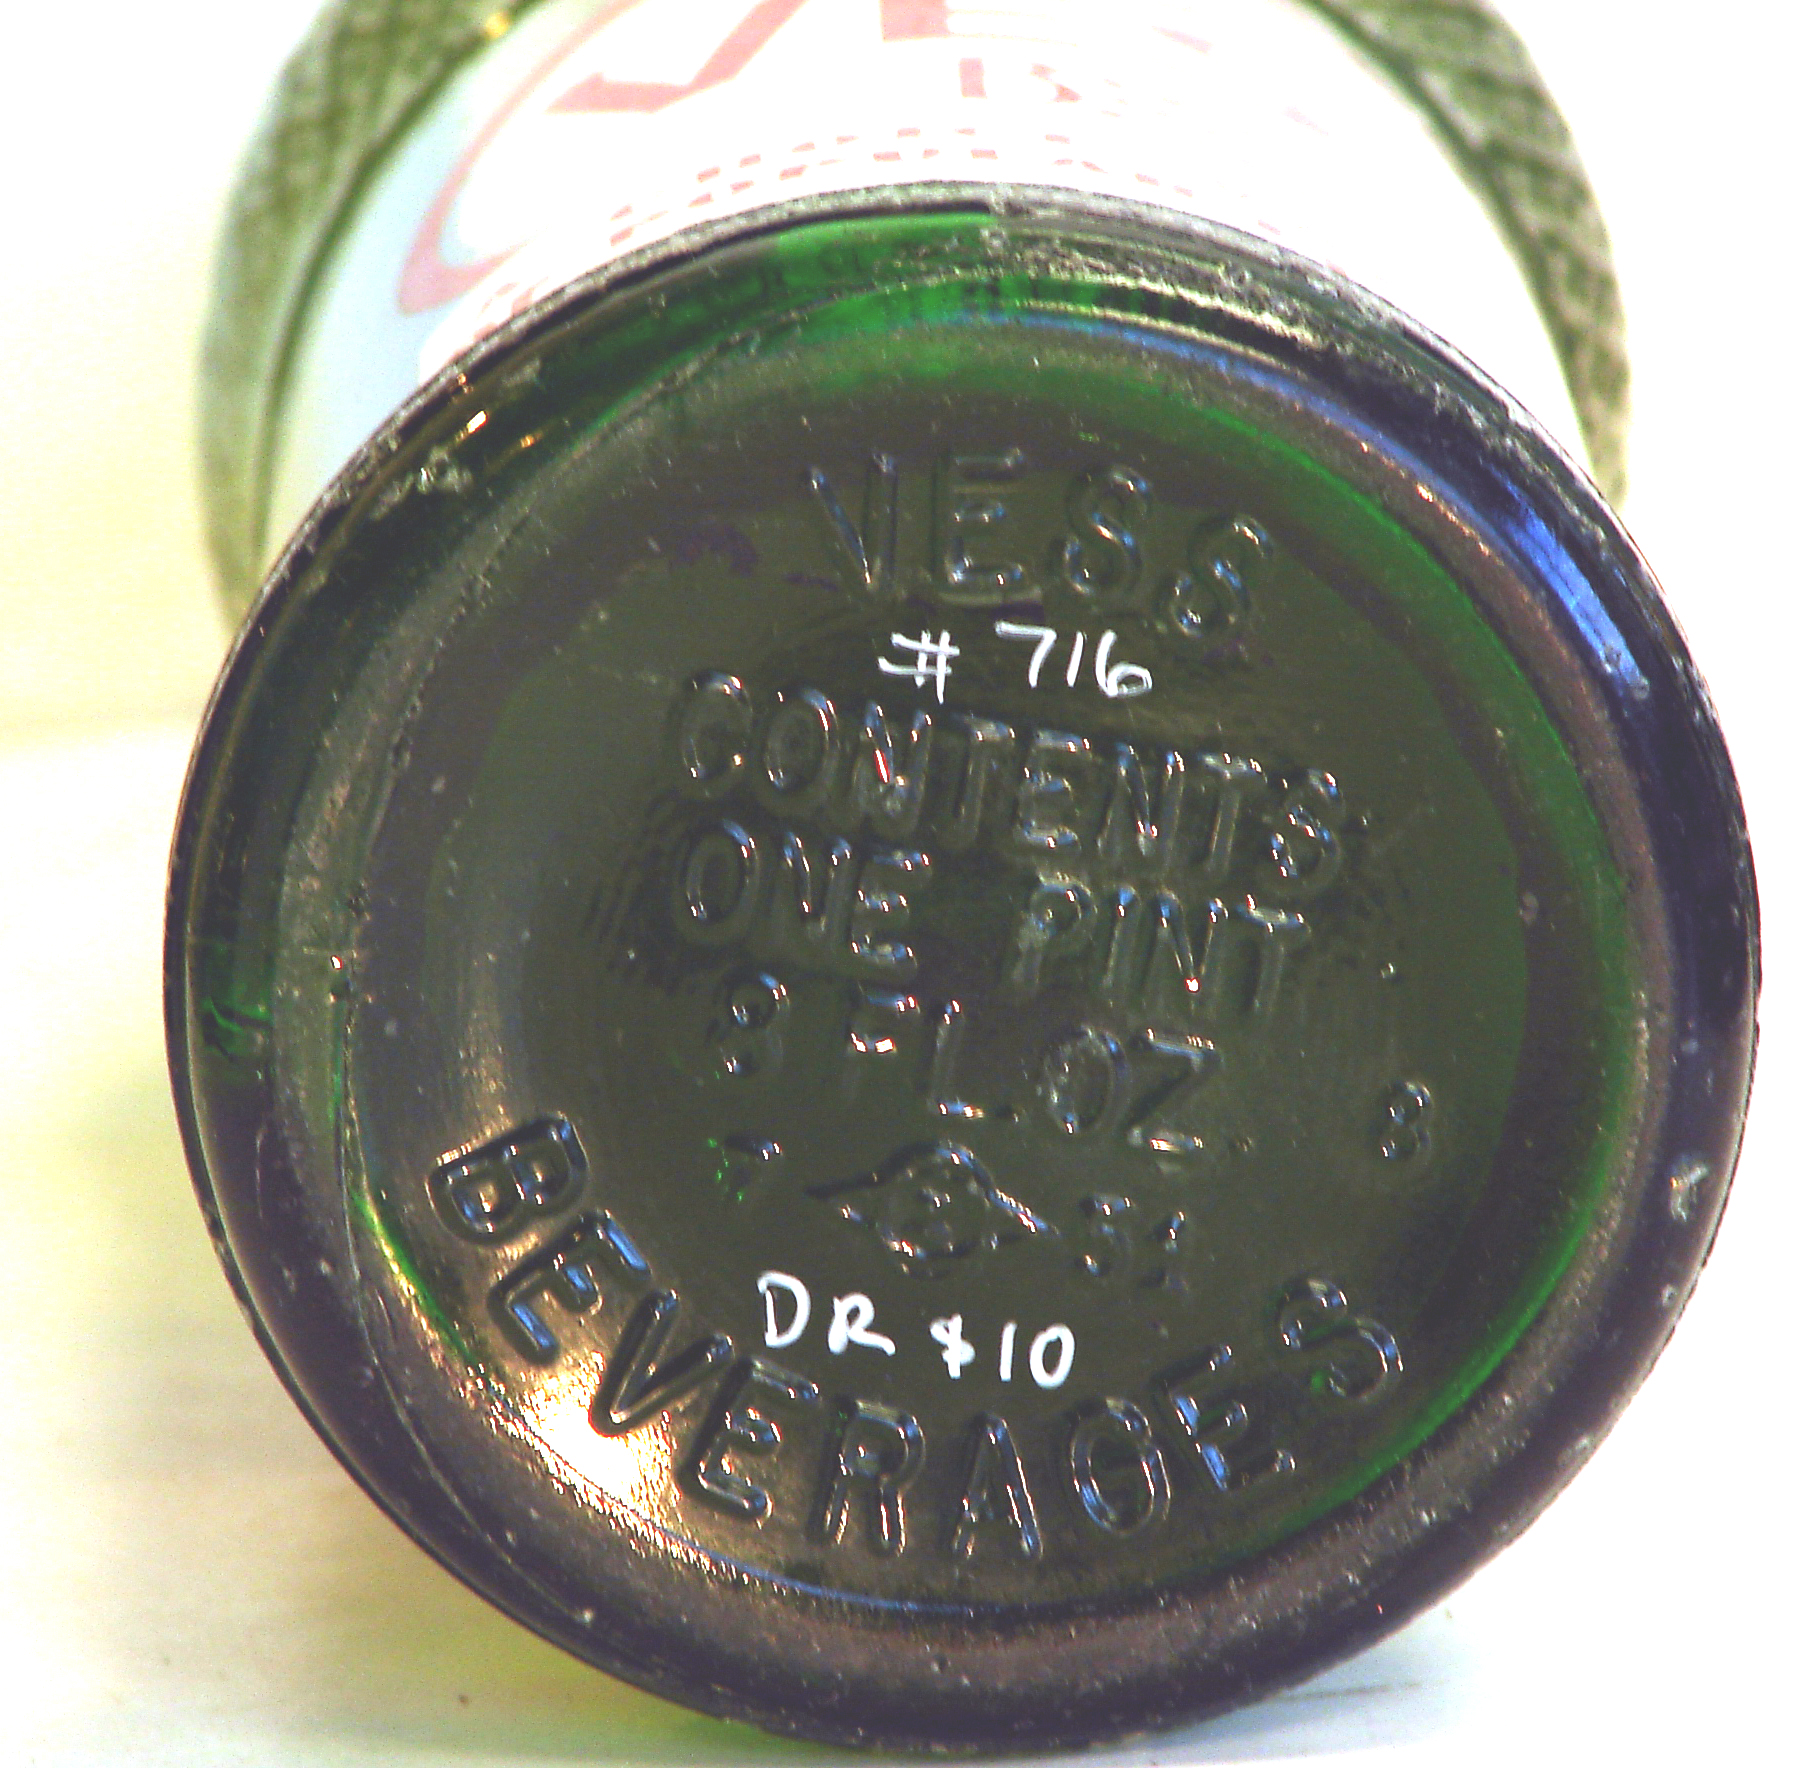 VESS
# 716
CONTENTS
ONE PINT
8 FL. OZ.
8
51
DR $10
BEVERAGES